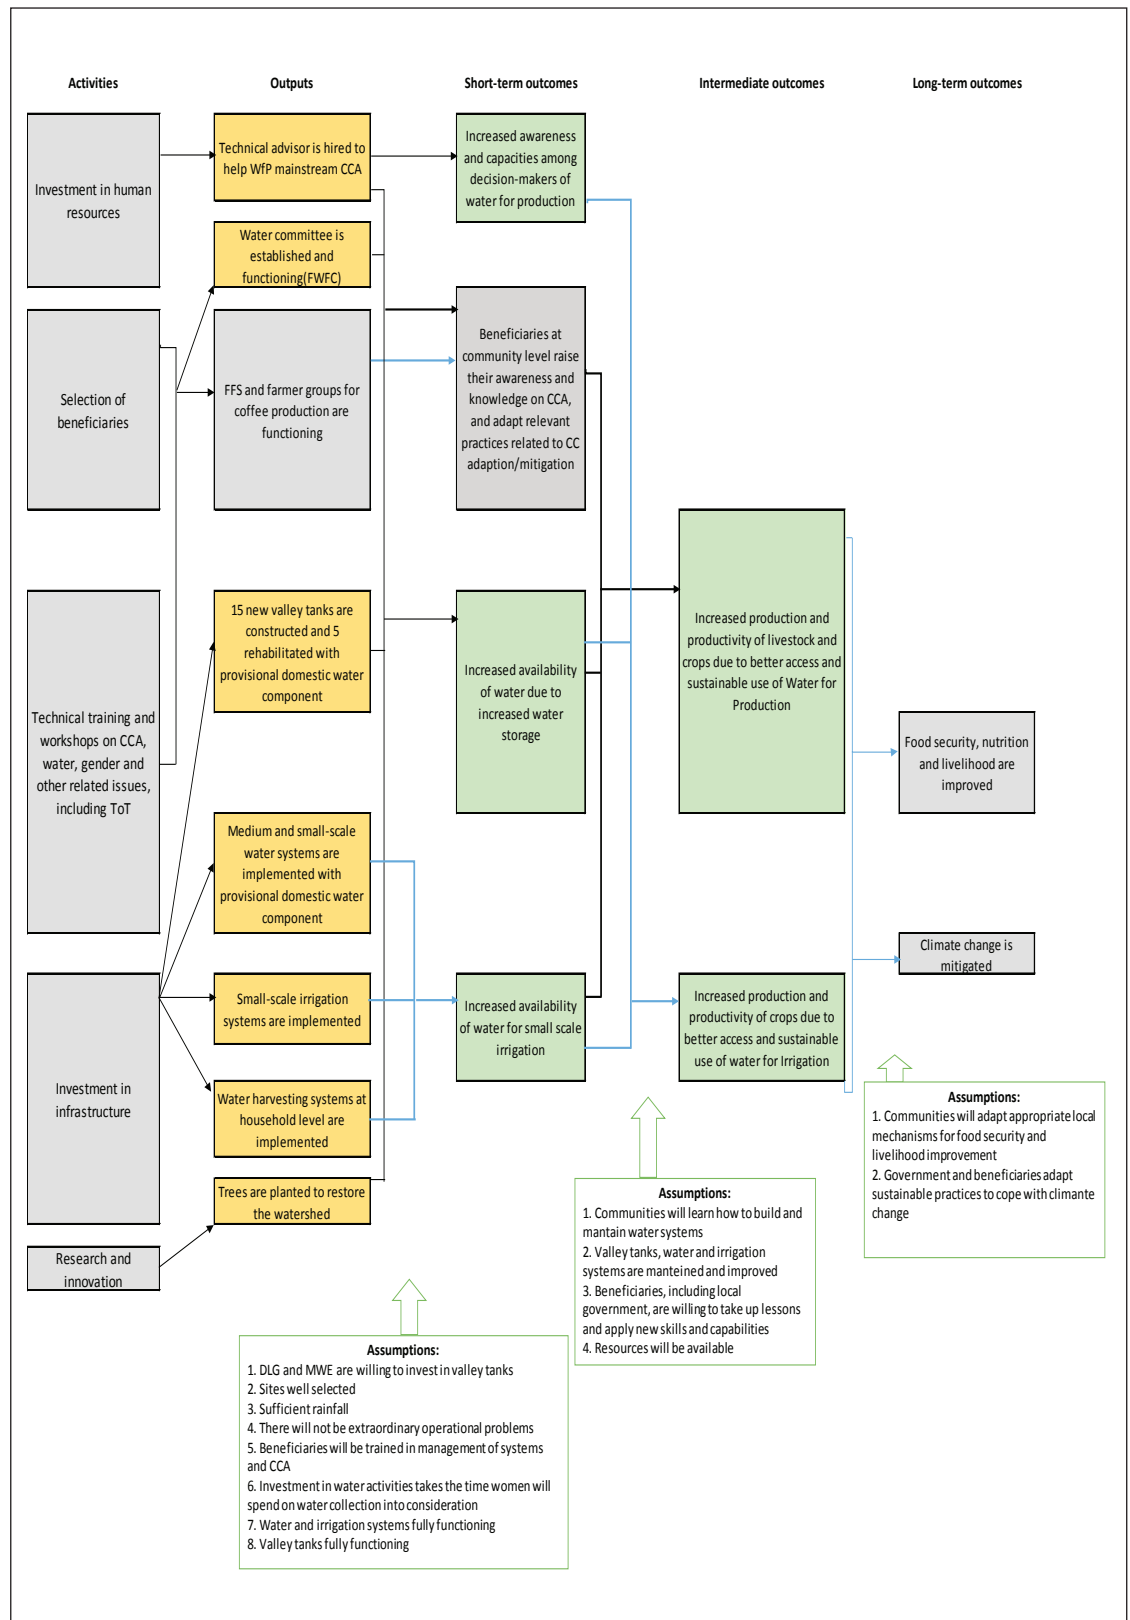 Activities
Outputs
Short-term outcomes
Intermediate outcomes
Long-term outcomes
Investment in human
resources
Selection of
beneficiaries
Technical training and
workshops on CCA,
water, gender and
other related issues,
including ToT
Investment in
infrastructure
Research and
innovation
Technical advisor is hired to
help WfP mainstream CCA
Water committee is
established and
functioning(FWFC)
FFS and farmer groups for
coffee production are
functioning
15 new valley tanks are
constructed and 5
rehabilitated with
provisional domestic water
component
Medium and small-scale
water systems are
implemented with
provisional domestic water
component
Small-scale irrigation
systems are implemented
Water harvesting systems at
household level are
implemented
Trees are planted to restore
the watershed
Increased awareness
and capacities among
decision-makers of
water for production
Beneficiaries at
community level raise
their awareness and
knowledge on CCA,
and adapt relevant
practices related to CC
adaption/mitigation
Increased availability
of water due to
increased water
storage
Increased availability
of water for small scale
irrigation
Increased production and
productivity of livestock and
crops due to better access and
sustainable use of Water for
Production
Increased production and
productivity of crops due to
better access and sustainable
use of water for Irrigation
Food security, nutrition
and livelihood are
improved
Climate change is
mitigated
Assumptions:
1. DLG and MWE are willing to invest in valley tanks
2. Sites well selected
3. Sufficient rainfall
4. There will not be extraordinary operational problems
5. Beneficiaries will be trained in management of systems
and CCA
6. Investment in water activities takes the time women will
spend on water collection into consideration
7. Water and irrigation systems fully functioning
8. Valley tanks fully functioning
Assumptions:
1. Communities will learn how to build and
mantain water systems
2. Valley tanks, water and irrigation
systems are manteined and improved
3. Beneficiaries, including local
government, are willing to take up lessons
and apply new skills and capabilities
4. Resources will be available
Assumptions:
1. Communities will adapt appropriate local
mechanisms for food security and
livelihood improvement
2. Government and beneficiaries adapt
sustainable practices to cope with climante
change